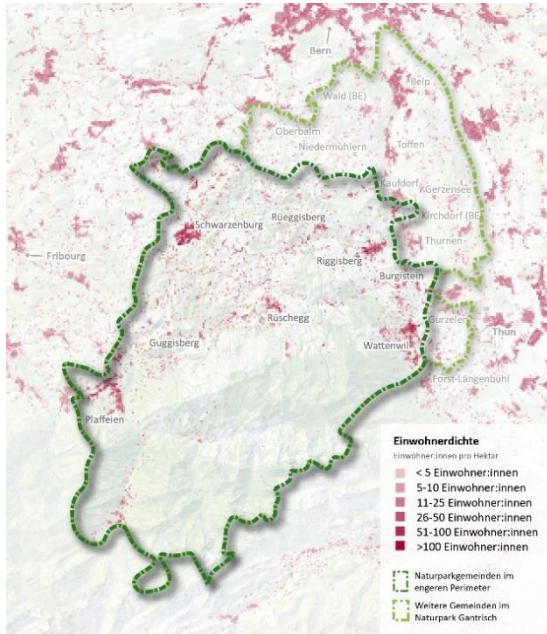 Bern
Belp
Wald (BE)
Oberbalm
Niedermuhlern
Toffen
Kaufdorf
Gerzensee
Kirchdorf (BE)
Schwarzenburg
Rüeggisberg
Thurnen
Fribourg
Riggisberg
Burgistein
Rüschegg
Gurzelen
Thun
Guggisberg
Wattenwil
Forst-Längenbühl
Plaffeien
Einwohnerdichte
Einwohner:innen pro Hektar
< 5 Einwohner:innen
5-10 Einwohner:innen
11-25 Einwohner:innen
26-50 Einwohner:innen
51-100 Einwohner:innen
>100 Einwohner:innen
Naturparkgemeinden im
engeren Perimeter
Weitere Gemeinden im
Naturpark Gantrisch